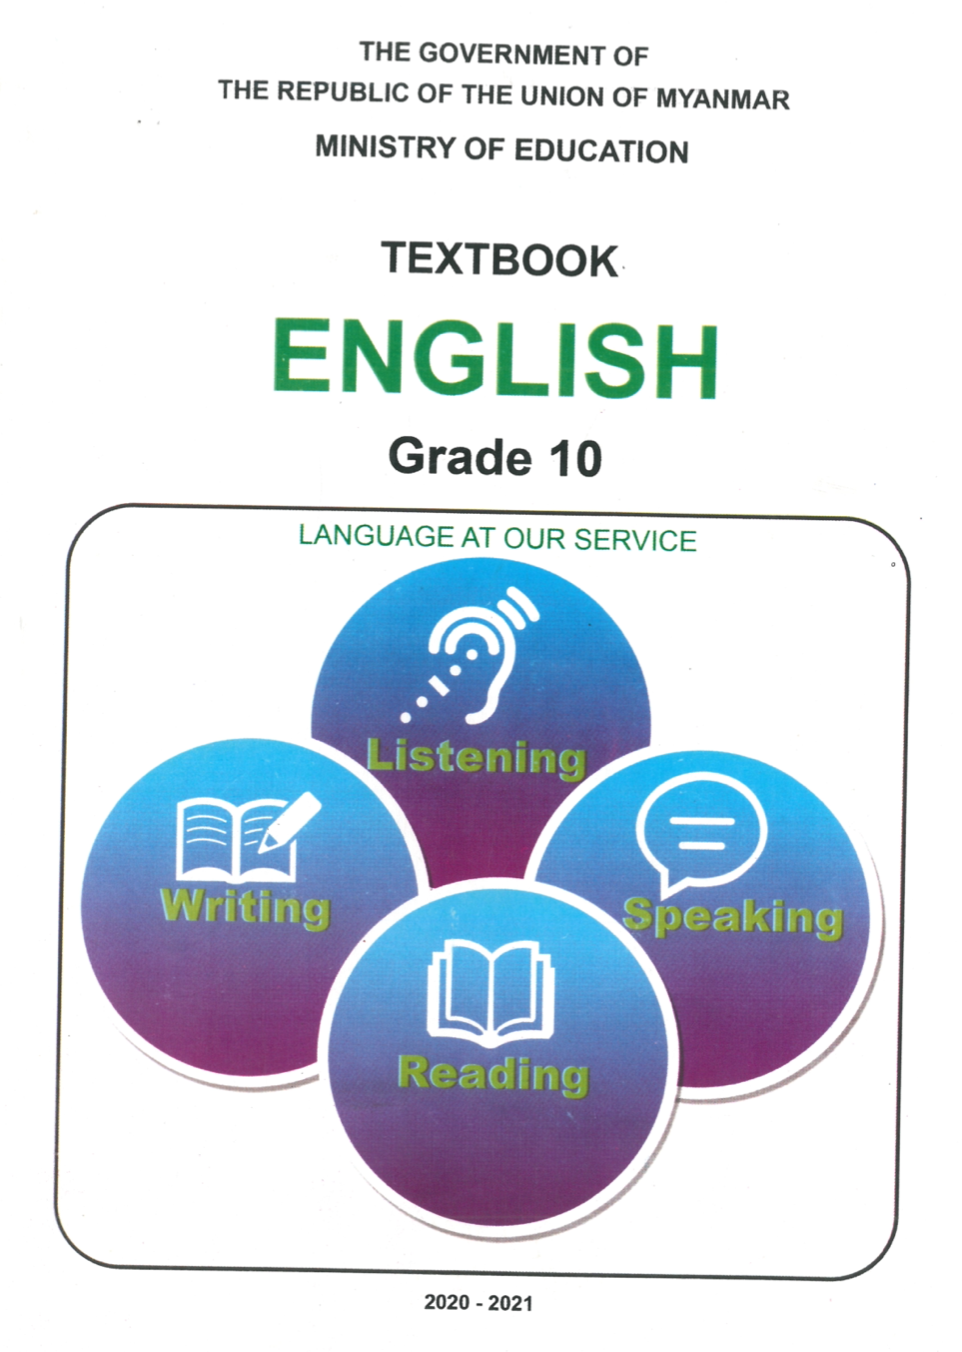 THE GOVERNMENT OF
THE REPUBLIC OF THE UNION OF MYANMAR
MINISTRY OF EDUCATION
TEXTBOOK
ENGLISH
Grade 10
LANGUAGE AT OUR SERVICE
Listening
Writing
Speaking
Reading
2020 - 2021